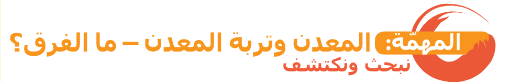 المهمّة: المعدن وتربة المعدن – ما الفرق؟
نبحث ونكتشف